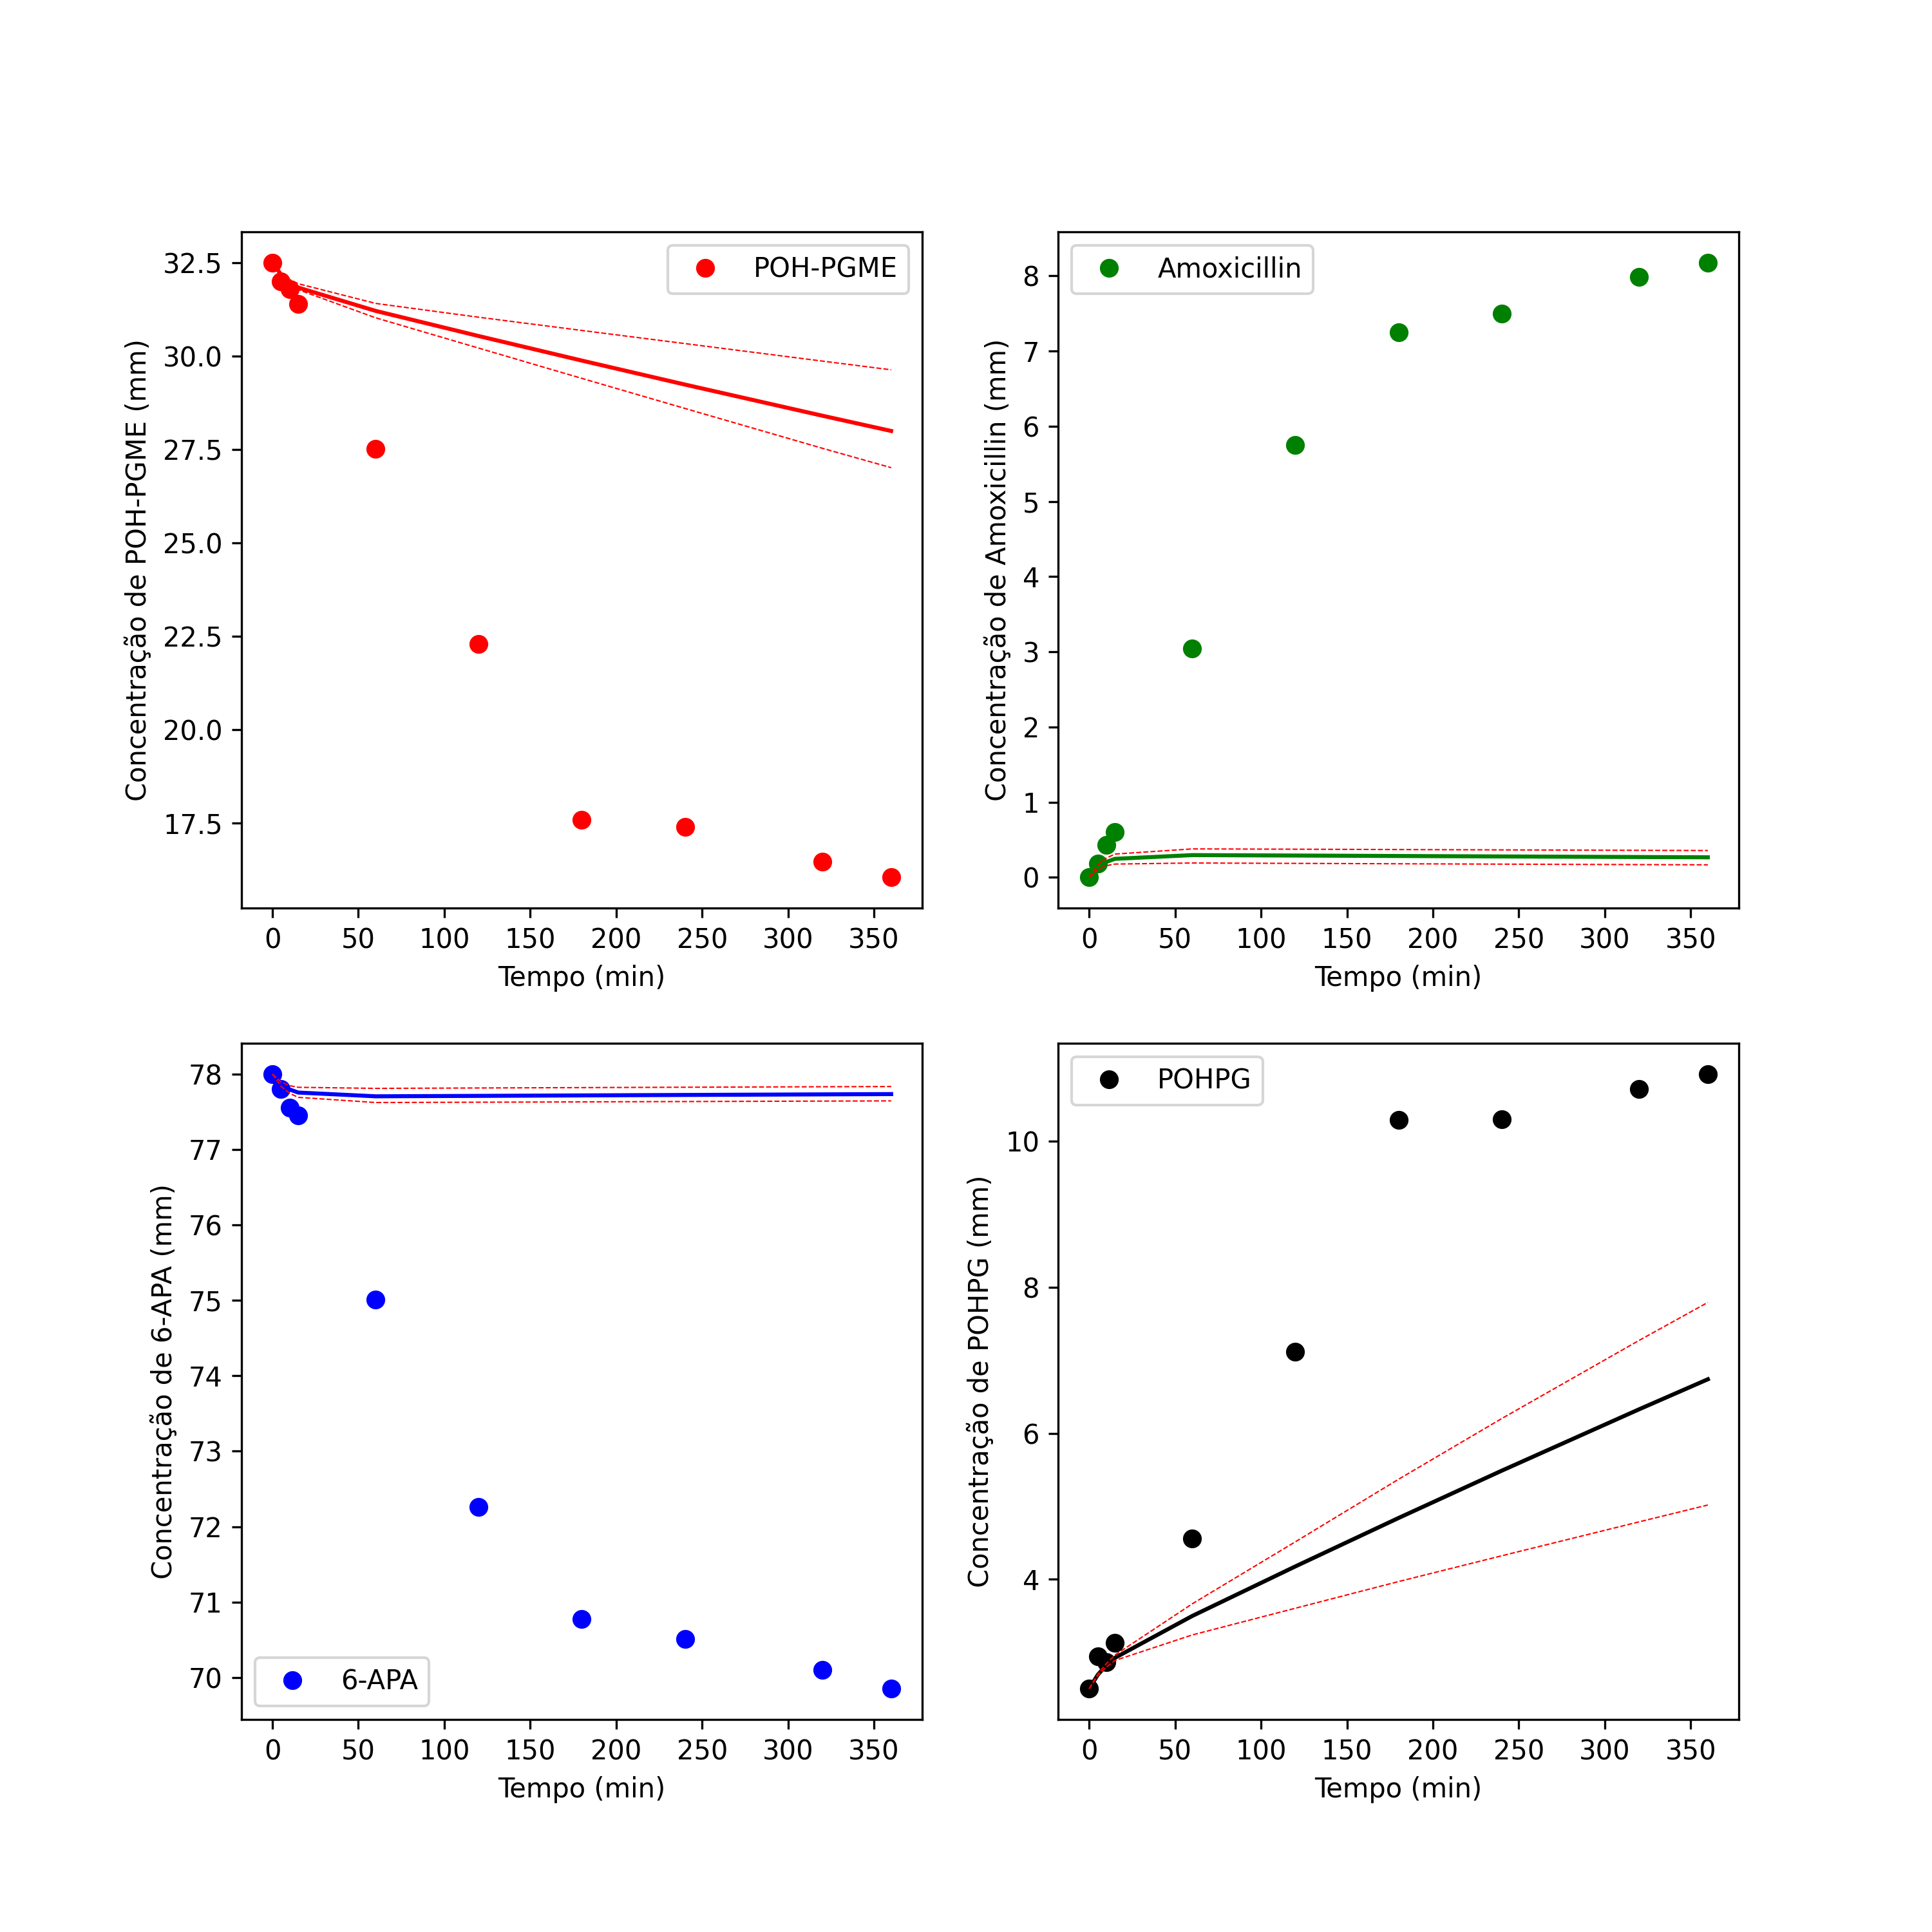 POH-PGME
Concentração de POH-PGME (mm)
32.5
30.0
27.5
25.0
22.5
20.0
17.5
0 50 100 150 200 250 300 350
Tempo (min)
Amoxicillin
Concentração de Amoxicillin (mm)
8
7
6
5
4
3
2
1
0
0 50 100 150 200 250 300 350
Tempo (min)
6-APA
Concentração de 6-APA (mm)
78
77
76
75
74
73
72
71
70
0 50 100 150 200 250 300 350
Tempo (min)
POHPG
Concentração de POHPG (mm)
10
8
6
4
0 50 100 150 200 250 300 350
Tempo (min)